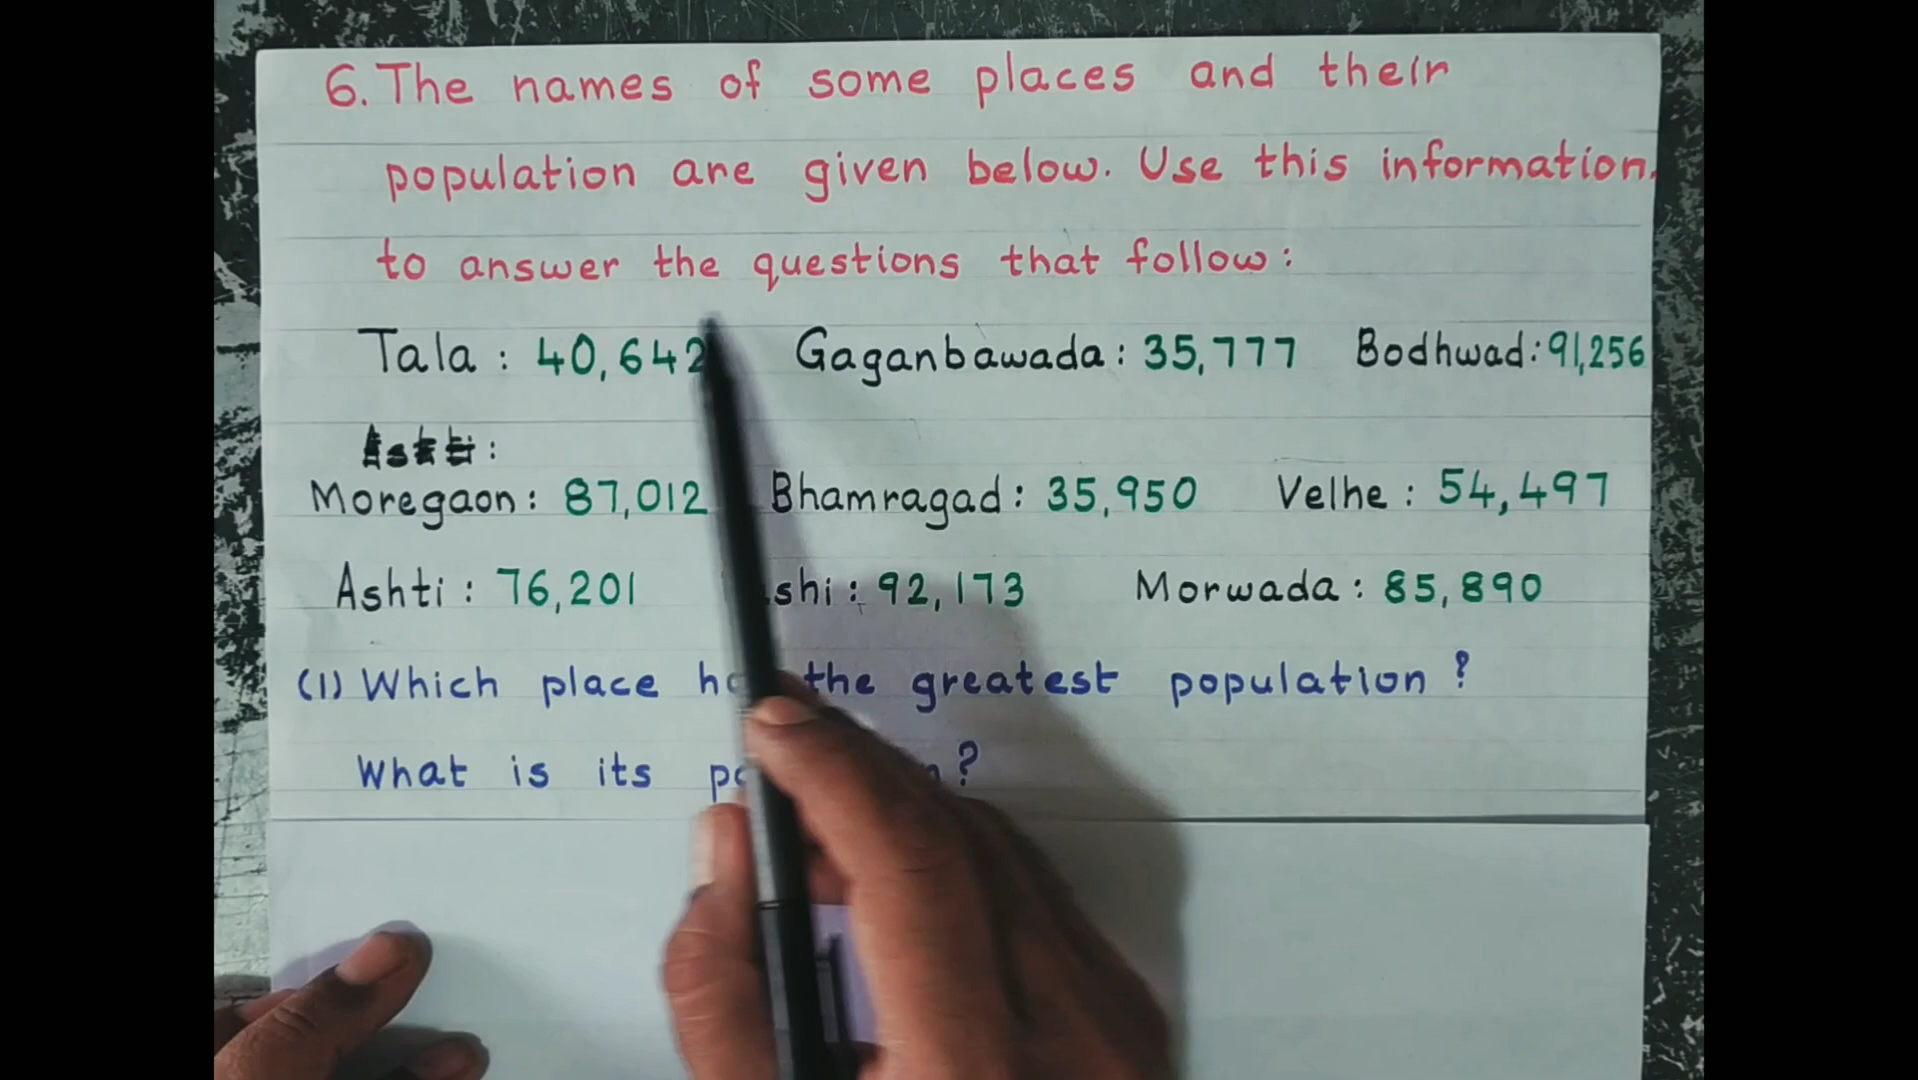 6. The names of some places and their
population are given below. Use this information.
to answer the questions that follow:
Tala : 40,642 Gaganbawada : 35,777 Bodhwad : 91,256
Ashti :
Moregaon : 87,012 Bhamragad : 35,950 Velhe : 54,497
Ashti : 76,201 shi : 92,173 Morwada : 85,890
(1) Which place the greatest population ?
What is its ?